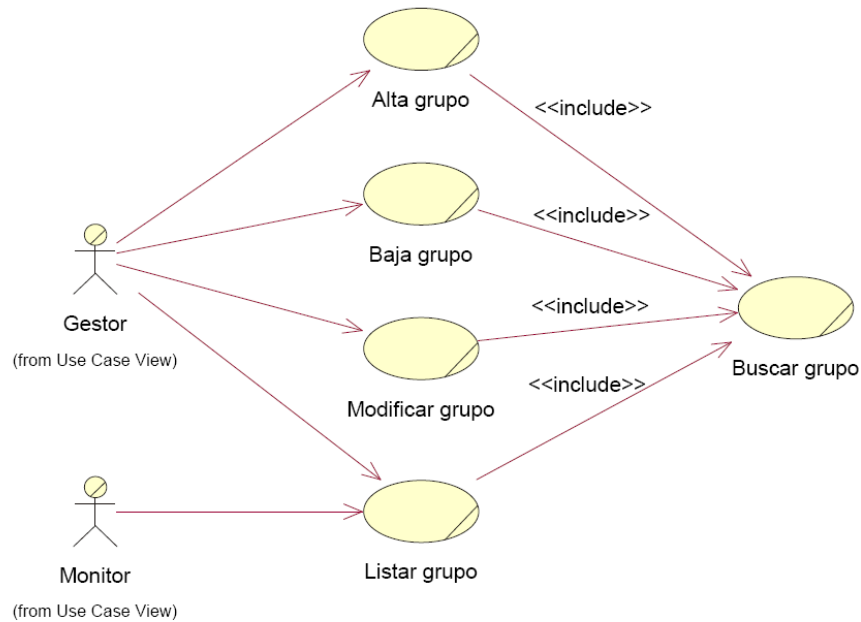 Alta grupo
<<include>>
Baja grupo
<<include>>
Gestor
(from Use Case View)
Modificar grupo
<<include>>
<<include>>
Buscar grupo
Monitor
(from Use Case View)
Listar grupo